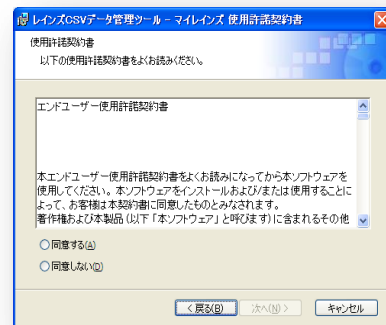 レインズCSVデータ管理ツール - マイレインズ 使用許諾契約書
使用許諾契約書
以下の使用許諾契約書をよくお読みください。
エンドユーザー使用許諾契約書
本エンドユーザー使用許諾契約書をよくお読みになってから本ソフトウェアを
使用してください。本ソフトウェアをインストールおよび/または使用することに
よって、お客様は本契約書に同意したものとみなされます。
著作権および本製品(以下「本ソフトウェア」と呼びます)に含まれるその他
同意する(A)
同意しない(D)
< 戻る(B) 次へ(N) > キャンセル